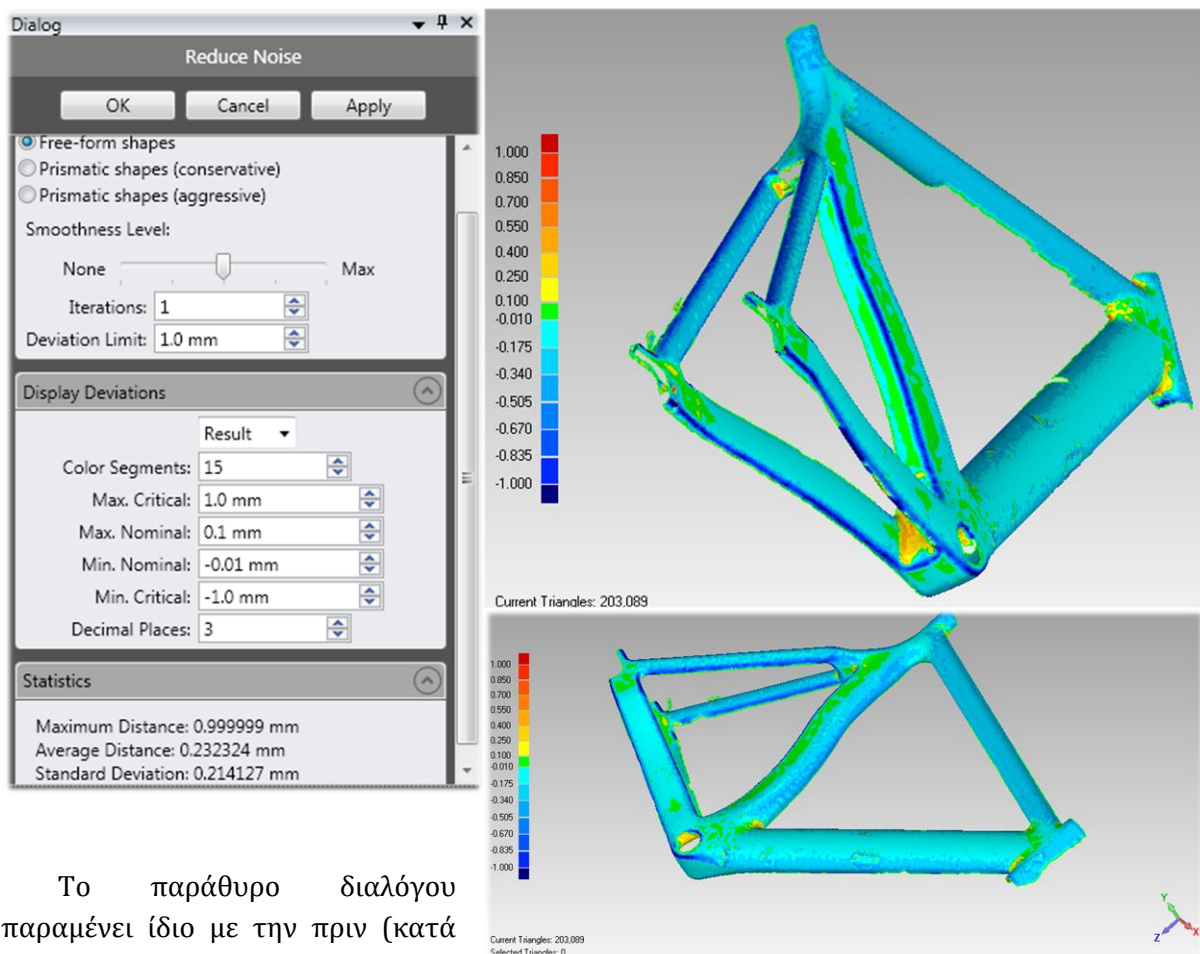 Dialog
Reduce Noise
OK Cancel Apply
Free-form shapes
Prismatic shapes (conservative)
Prismatic shapes (aggressive)
Smoothness Level:
None Max
Iterations: 1
Deviation Limit: 1.0 mm
Display Deviations
Result
Color Segments: 15
Max. Critical: 1.0 mm
Max. Nominal: 0.1 mm
Min. Nominal: -0.01 mm
Min. Critical: -1.0 mm
Decimal Places: 3
Statistics
Maximum Distance: 0.999999 mm
Average Distance: 0.232324 mm
Standard Deviation: 0.214127 mm
1.000
0.850
0.700
0.550
0.400
0.250
0.100
-0.010
-0.175
-0.340
-0.505
-0.670
-0.835
-1.000
Current Triangles: 203,089
1.000
0.850
0.700
0.550
0.400
0.250
0.100
-0.010
-0.175
-0.340
-0.505
-0.670
-0.835
-1.000
Y
Z X
Current Triangles: 203,089
Selected Triangles: 0
Το παράθυρο διαλόγου
παραμένει ίδιο με την πριν (κατά